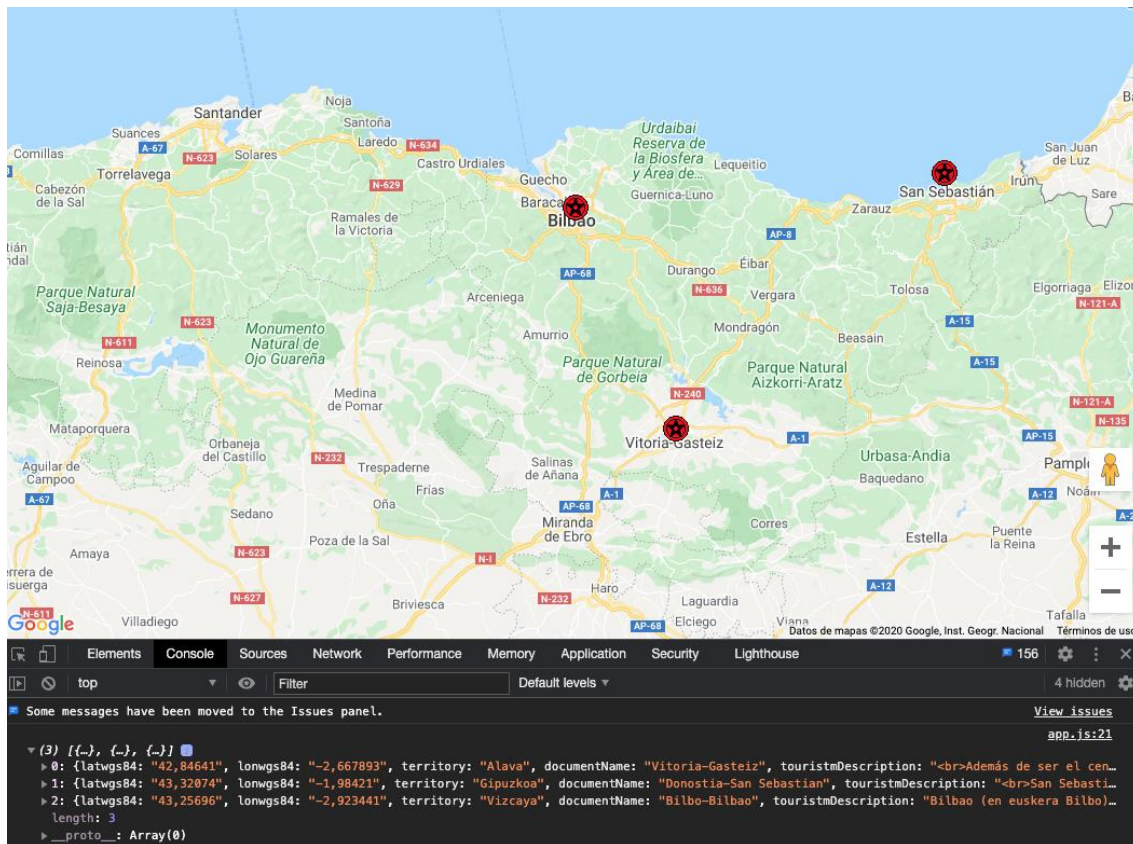 Noja
Santander
Santoña
Suances
Laredo
N-634
Comillas
A-67
N-623
Solares
Castro Urdiales
Torrelavega
Urdaibai
Reserva de
la Biosfera
y Área de...
Lequeitio
San Juan
de Luz
Cabezón
de la Sal
N-629
Guecho
Guernica-Luno
San Sebastián
Irún
Sare
Baraca
Bilbao
Zarauz
Ramales de
la Victoria
AP-8
AP-68
Durango
Éibar
N-636
Vergara
Tolosa
Elgorriaga
Elizon
N-121-A
Parque Natural
Saja-Besaya
Arceniega
N-623
Monumento
Natural de
Ojo Guareña
Amurrio
Mondragón
A-15
Beasain
N-611
Reinosa
Parque Natural
de Gorbeia
Parque Natural
Aizkorri-Aratz
A-15
Medina
de Pomar
N-240
N-121-A
N-135
Mataporquera
Orbaneja
del Castillo
Vitoria-Gasteiz
A-1
AP-15
N-232
Trespaderne
Salinas
de Añana
Urbasa-Andia
Pampl
Aguilar de
Campoo
A-67
Frías
Baquedano
A-12
Noáin
Oña
AP-68
A-1
Sedano
Miranda
de Ebro
Corres
Estella
Puente
la Reina
Poza de la Sal
Amaya
N-623
N-I
rrera de
isuerga
Haro
A-12
N-627
Briviesca
N-232
Laguardia
N-611
Villadiego
AP-68
Elciego
Viana
Tafalla
Google
Datos de mapas ©2020 Google, Inst. Geogr. Nacional Términos de uso
Elements Console Sources Network Performance Memory Application Security Lighthouse 156
top Filter Default levels 4 hidden
Some messages have been moved to the Issues panel. View issues
app.js:21
(3) [{…}, {…}, {…}]
0: {latwgs84: "42,84641", lonwgs84: "-2,667893", territory: "Alava", documentName: "Vitoria-Gasteiz", touristmDescription: "<br>Además de ser el cen…
1: {latwgs84: "43,32074", lonwgs84: "-1,98421", territory: "Gipuzkoa", documentName: "Donostia-San Sebastian", touristmDescription: "<br>San Sebasti…
2: {latwgs84: "43,25696", lonwgs84: "-2,923441", territory: "Vizcaya", documentName: "Bilbo-Bilbao", touristmDescription: "Bilbao (en euskera Bilbo)…
length: 3
__proto__: Array(0)